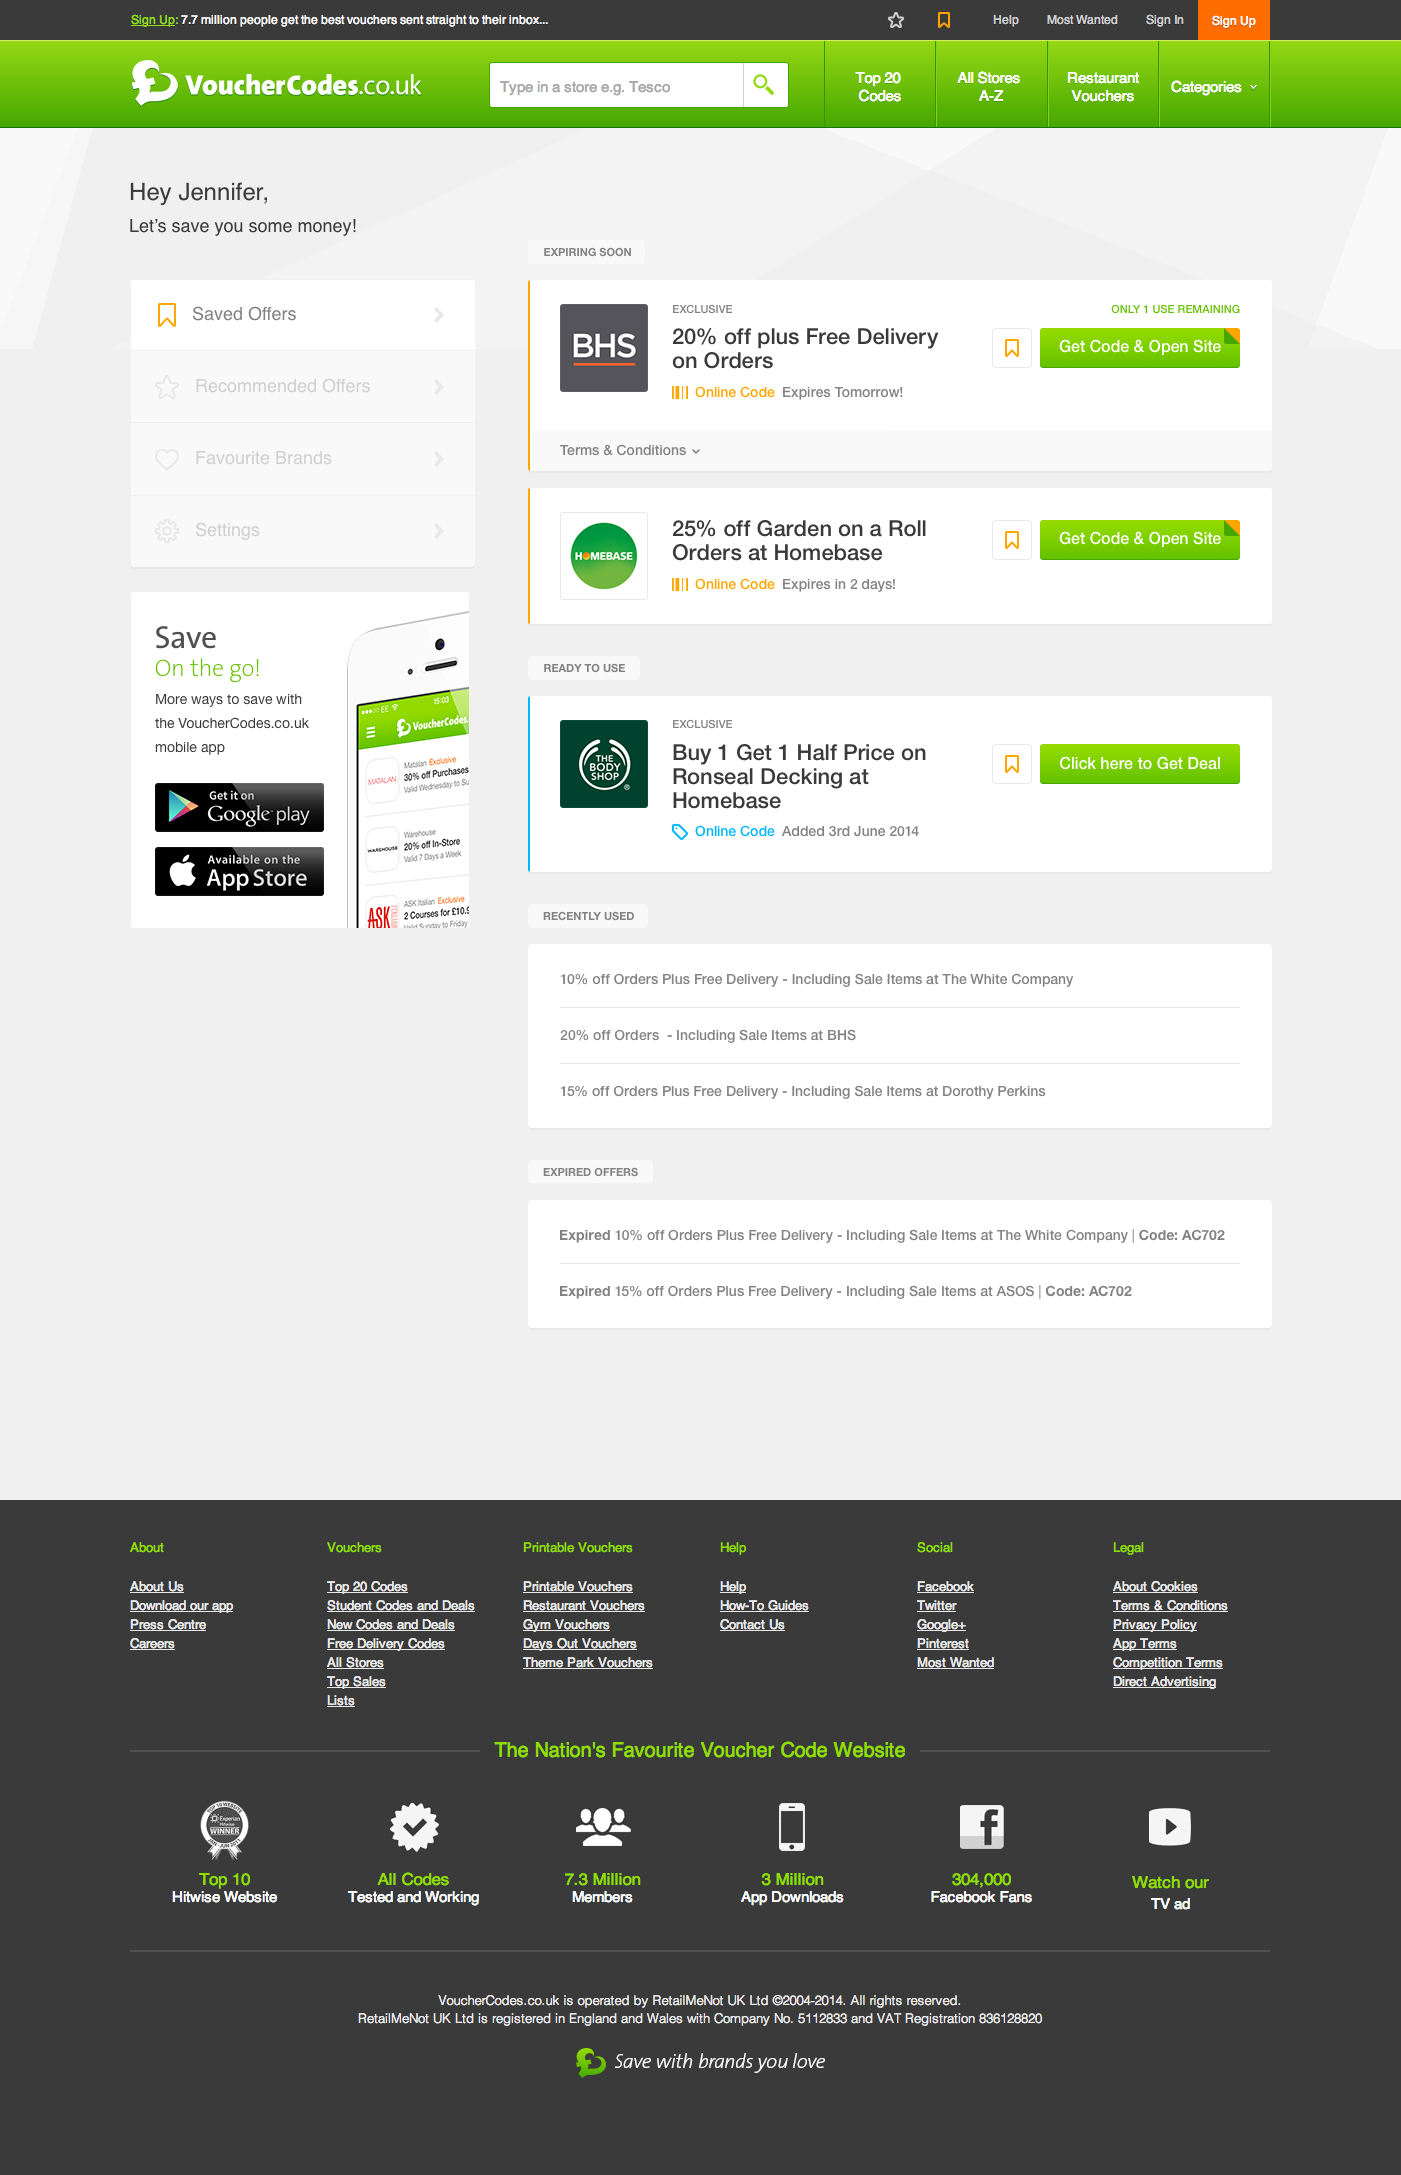 Sign Up: 7.7 million people get the best vouchers sent straight to their inbox...
Help
Most Wanted
Sign In
Sign Up
VoucherCodes.co.uk
Type in a store e.g. Tesco
Top 20
Codes
All Stores
A-Z
Restaurant
Vouchers
Categories
Hey Jennifer,
Let's save you some money!
Saved Offers
Recommended Offers
Favourite Brands
Settings
Save
On the go!
More ways to save with
the VoucherCodes.co.uk
mobile app
Get it on
Google play
Available on the
App Store
EE
15:03
VoucherCodes.
MATALAN
Matalan Exclusive
30% off Purchases
Valid Wednesday to Su
WAREHOUSE
Warehouse
20% off In-Store
Valid 7 Days a Week
ASK
ASK Italian Exclusive
2 Courses for £10.9
Valid Sunday to Friday
EXPIRING SOON
BHS
EXCLUSIVE
20% off plus Free Delivery
on Orders
Online Code Expires Tomorrow!
ONLY 1 USE REMAINING
Get Code & Open Site
Terms & Conditions
HOMEBASE
25% off Garden on a Roll
Orders at Homebase
Online Code Expires in 2 days!
Get Code & Open Site
READY TO USE
THE
BODY
SHOP
®
EXCLUSIVE
Buy 1 Get 1 Half Price on
Ronseal Decking at
Homebase
Online Code Added 3rd June 2014
Click here to Get Deal
RECENTLY USED
10% off Orders Plus Free Delivery - Including Sale Items at The White Company
20% off Orders  - Including Sale Items at BHS
15% off Orders Plus Free Delivery - Including Sale Items at Dorothy Perkins
EXPIRED OFFERS
Expired 10% off Orders Plus Free Delivery - Including Sale Items at The White Company | Code: AC702
Expired 15% off Orders Plus Free Delivery - Including Sale Items at ASOS | Code: AC702
About
About Us
Download our app
Press Centre
Careers
Vouchers
Top 20 Codes
Student Codes and Deals
New Codes and Deals
Free Delivery Codes
All Stores
Top Sales
Lists
Printable Vouchers
Printable Vouchers
Restaurant Vouchers
Gym Vouchers
Days Out Vouchers
Theme Park Vouchers
Help
Help
How-To Guides
Contact Us
Social
Facebook
Twitter
Google+
Pinterest
Most Wanted
Legal
About Cookies
Terms & Conditions
Privacy Policy
App Terms
Competition Terms
Direct Advertising
The Nation's Favourite Voucher Code Website
TOP 10 WEBSITE
Experian
Hitwise
WINNER
Top 10
Hitwise Website
All Codes
Tested and Working
7.3 Million
Members
3 Million
App Downloads
304,000
Facebook Fans
Watch our
TV ad
VoucherCodes.co.uk is operated by RetailMeNot UK Ltd ©2004-2014. All rights reserved.
RetailMeNot UK Ltd is registered in England and Wales with Company No. 5112833 and VAT Registration 836128820
Save with brands you love